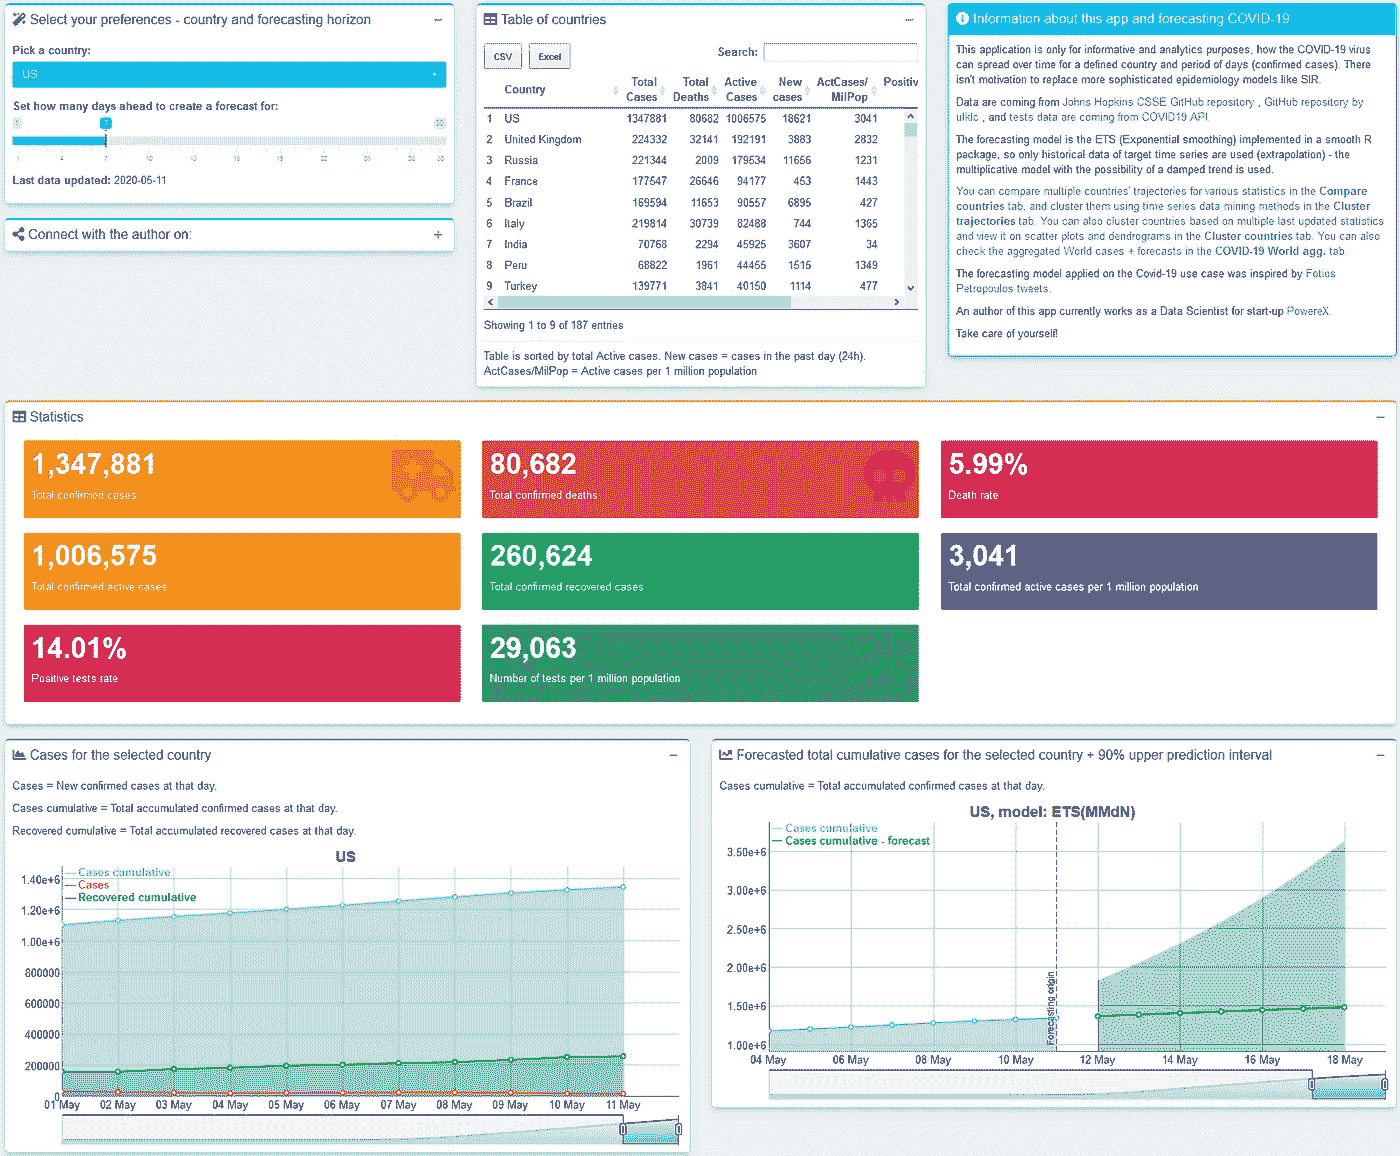 Select your preferences - country and forecasting horizon
Pick a country:
US
Set how many days ahead to create a forecast for:
1 7 30
1 4 7 10 13 16 19 22 25 28 30
Last data updated: 2020-05-11
Connect with the author on:
Table of countries
CSV Excel Search:
Country Total Cases Total Deaths Active Cases New cases ActCases/MilPop Positiv
1 US 1347881 80682 1006575 18621 3041
2 United Kingdom 224332 32141 192191 3883 2832
3 Russia 221344 2009 179534 11656 1231
4 France 177547 26646 94177 453 1443
5 Brazil 169594 11653 90557 6895 427
6 Italy 219814 30739 82488 744 1365
7 India 70768 2294 45925 3607 34
8 Peru 68822 1961 44455 1515 1349
9 Turkey 139771 3841 40150 1114 477
Showing 1 to 9 of 187 entries
Table is sorted by total Active cases. New cases = cases in the past day (24h).
ActCases/MilPop = Active cases per 1 million population
Information about this app and forecasting COVID-19
This application is only for informative and analytics purposes, how the COVID-19 virus
can spread over time for a defined country and period of days (confirmed cases). There
isn't motivation to replace more sophisticated epidemiology models like SIR.
Data are coming from Johns Hopkins CSSE GitHub repository , GitHub repository by
ulklc , and tests data are coming from COVID19 API.
The forecasting model is the ETS (Exponential smoothing) implemented in a smooth R
package, so only historical data of target time series are used (extrapolation) - the
multiplicative model with the possibility of a damped trend is used.
You can compare multiple countries' trajectories for various statistics in the Compare
countries tab, and cluster them using time series data mining methods in the Cluster
trajectories tab. You can also cluster countries based on multiple last updated statistics
and view it on scatter plots and dendrograms in the Cluster countries tab. You can also
check the aggregated World cases + forecasts in the COVID-19 World agg. tab.
The forecasting model applied on the Covid-19 use case was inspired by Fotios
Petropoulos tweets.
An author of this app currently works as a Data Scientist for start-up PowereX.
Take care of yourself!
Statistics
1,347,881
Total confirmed cases
80,682
Total confirmed deaths
5.99%
Death rate
1,006,575
Total confirmed active cases
260,624
Total confirmed recovered cases
3,041
Total confirmed active cases per 1 million population
14.01%
Positive tests rate
29,063
Number of tests per 1 million population
Cases for the selected country
Cases = New confirmed cases at that day.
Cases cumulative = Total accumulated confirmed cases at that day.
Recovered cumulative = Total accumulated recovered cases at that day.
US
Cases cumulative
Cases
Recovered cumulative
1.40e+6
1.20e+6
1.00e+6
800000
600000
400000
200000
0
01 May 02 May 03 May 04 May 05 May 06 May 07 May 08 May 09 May 10 May 11 May
Forecasted total cumulative cases for the selected country + 90% upper prediction interval
Cases cumulative = Total accumulated confirmed cases at that day.
US, model: ETS(MMdN)
Cases cumulative
Cases cumulative - forecast
3.50e+6
3.00e+6
2.50e+6
2.00e+6
1.50e+6
1.00e+6
Forecasting origin
04 May 06 May 08 May 10 May 12 May 14 May 16 May 18 May